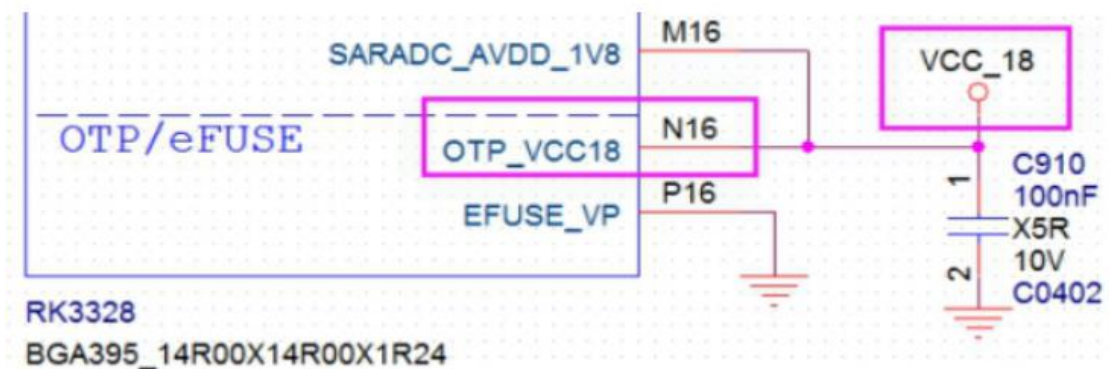 SARADC_AVDD_1V8
M16
VCC_18
OTP/eFUSE
OTP_VCC18
N16
EFUSE_VP
P16
1
C910
100nF
X5R
10V
2
C0402
RK3328
BGA395_14R00X14R00X1R24